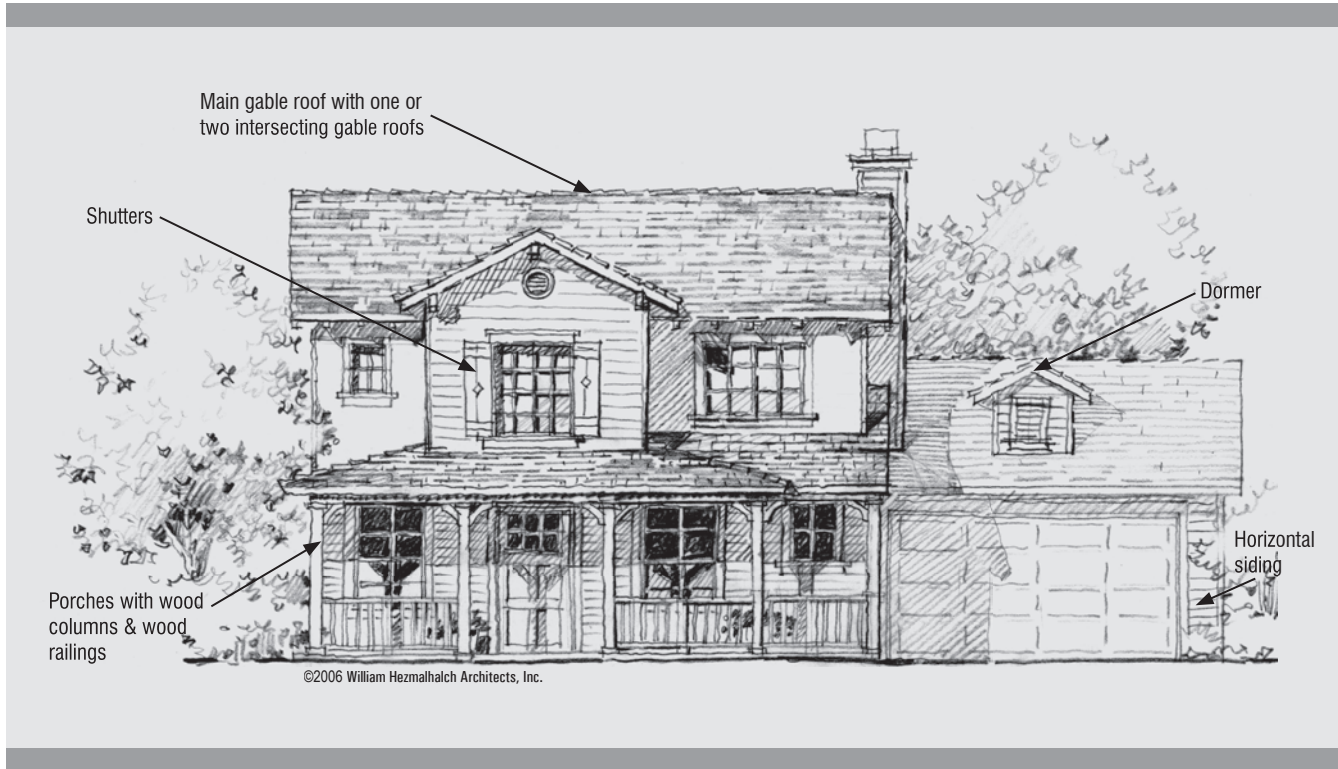 Main gable roof with one or
two intersecting gable roofs
Shutters
Dormer
Horizontal
siding
Porches with wood
columns & wood
railings
©2006 William Hezmalhalch Architects, Inc.